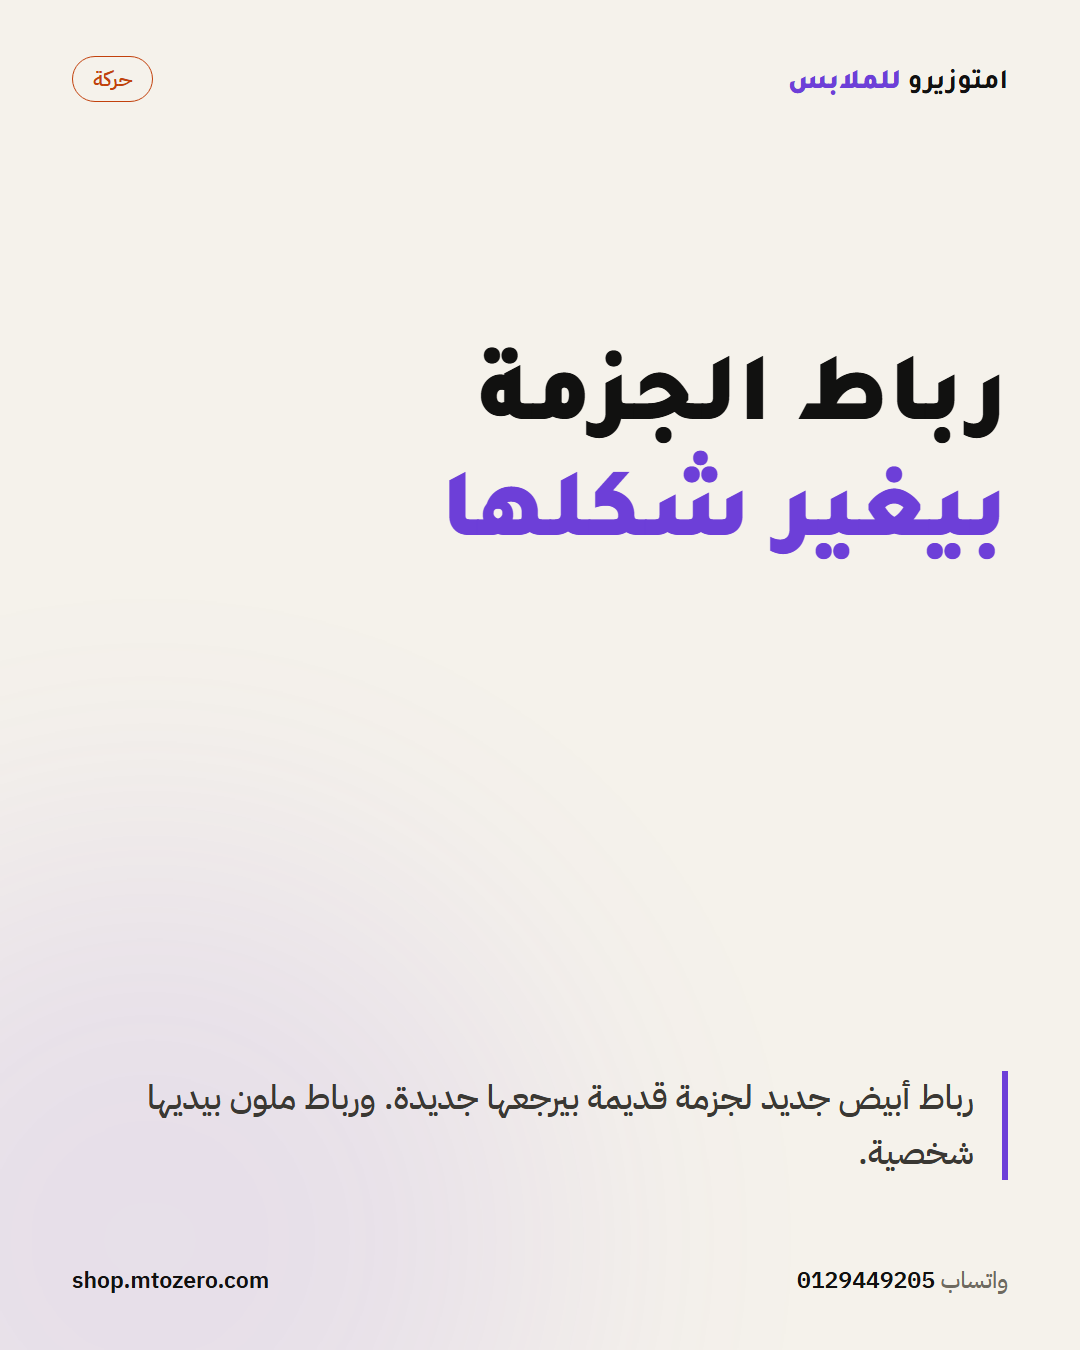 امتوزيرو للملابس
حركة
رباط الجزمة
بيغير شكلها
رباط أبيض جديد لجزمة قديمة بيرجعها جديدة. ورباط ملون بيديها
شخصية.
واتساب 0129449205
shop.mtozero.com